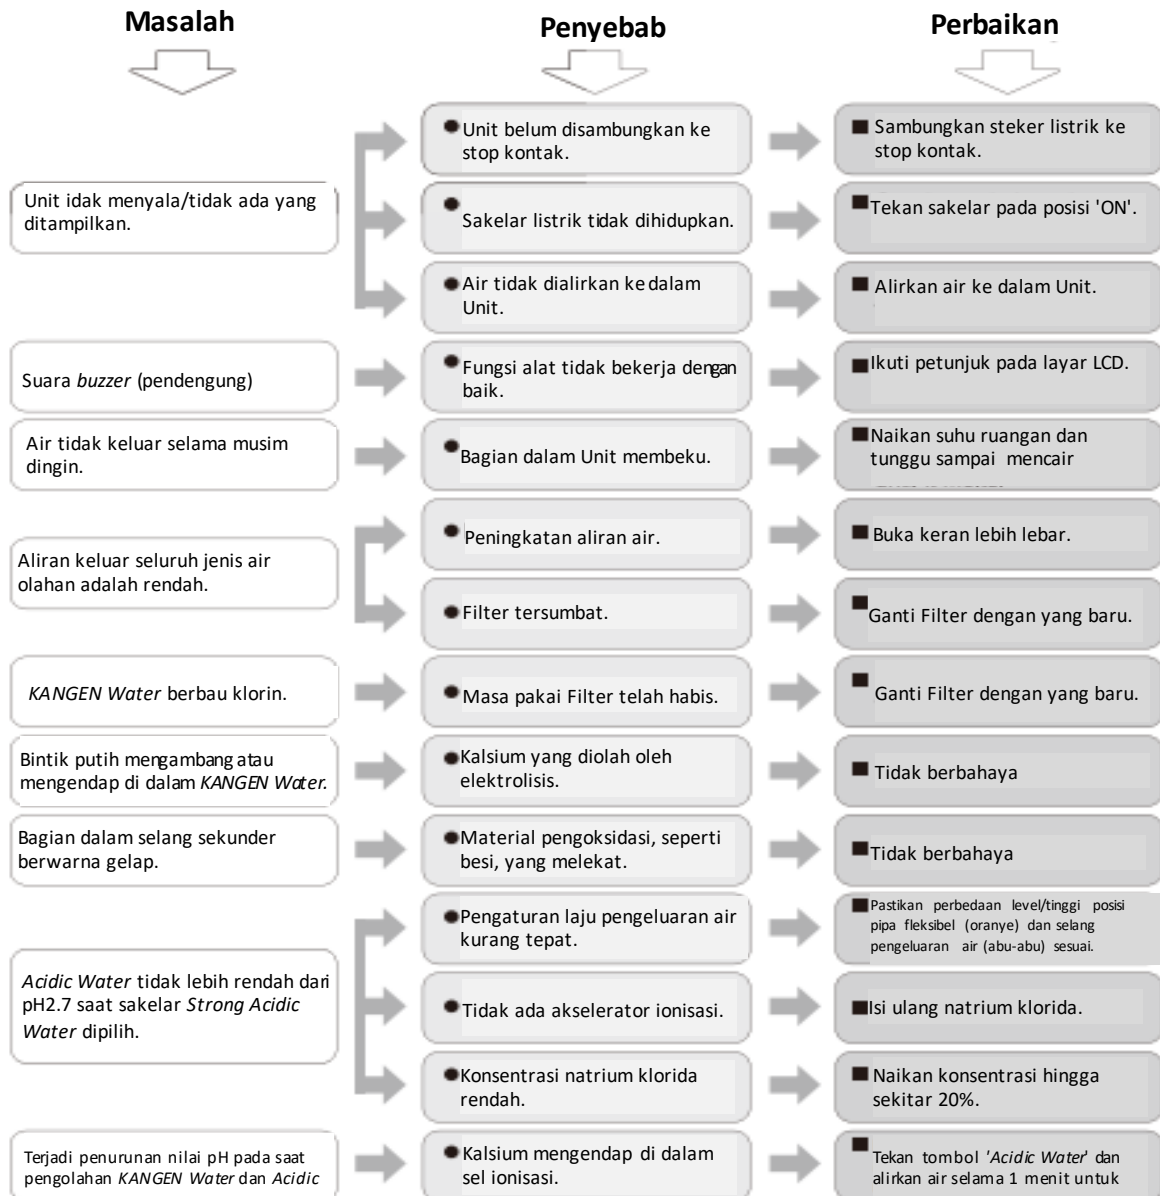 Masalah
Penyebab
Perbaikan
Unit idak menyala/tidak ada yang
ditampilkan.
Unit belum disambungkan ke
stop kontak.
Sambungkan steker listrik ke
stop kontak.
Sakelar listrik tidak dihidupkan.
Tekan sakelar pada posisi 'ON'.
Air tidak dialirkan ke dalam
Unit.
Alirkan air ke dalam Unit.
Suara buzzer (pendengung)
Fungsi alat tidak bekerja dengan
baik.
Ikuti petunjuk pada layar LCD.
Air tidak keluar selama musim
dingin.
Bagian dalam Unit membeku.
Naikan suhu ruangan dan
tunggu sampai mencair
Aliran keluar seluruh jenis air
olahan adalah rendah.
Peningkatan aliran air.
Buka keran lebih lebar.
Filter tersumbat.
Ganti Filter dengan yang baru.
KANGEN Water berbau klorin.
Masa pakai Filter telah habis.
Ganti Filter dengan yang baru.
Bintik putih mengambang atau
mengendap di dalam KANGEN Water.
Kalsium yang diolah oleh
elektrolisis.
Tidak berbahaya
Bagian dalam selang sekunder
berwarna gelap.
Material pengoksidasi, seperti
besi, yang melekat.
Tidak berbahaya
Acidic Water tidak lebih rendah dari
pH2.7 saat sakelar Strong Acidic
Water dipilih.
Pengaturan laju pengeluaran air
kurang tepat.
Pastikan perbedaan level/tinggi posisi
pipa fleksibel (oranye) dan selang
pengeluaran air (abu-abu) sesuai.
Tidak ada akselerator ionisasi.
Isi ulang natrium klorida.
Konsentrasi natrium klorida
rendah.
Naikan konsentrasi hingga
sekitar 20%.
Terjadi penurunan nilai pH pada saat
pengolahan KANGEN Water dan Acidic
Kalsium mengendap di dalam
sel ionisasi.
Tekan tombol 'Acidic Water' dan
alirkan air selama 1 menit untuk